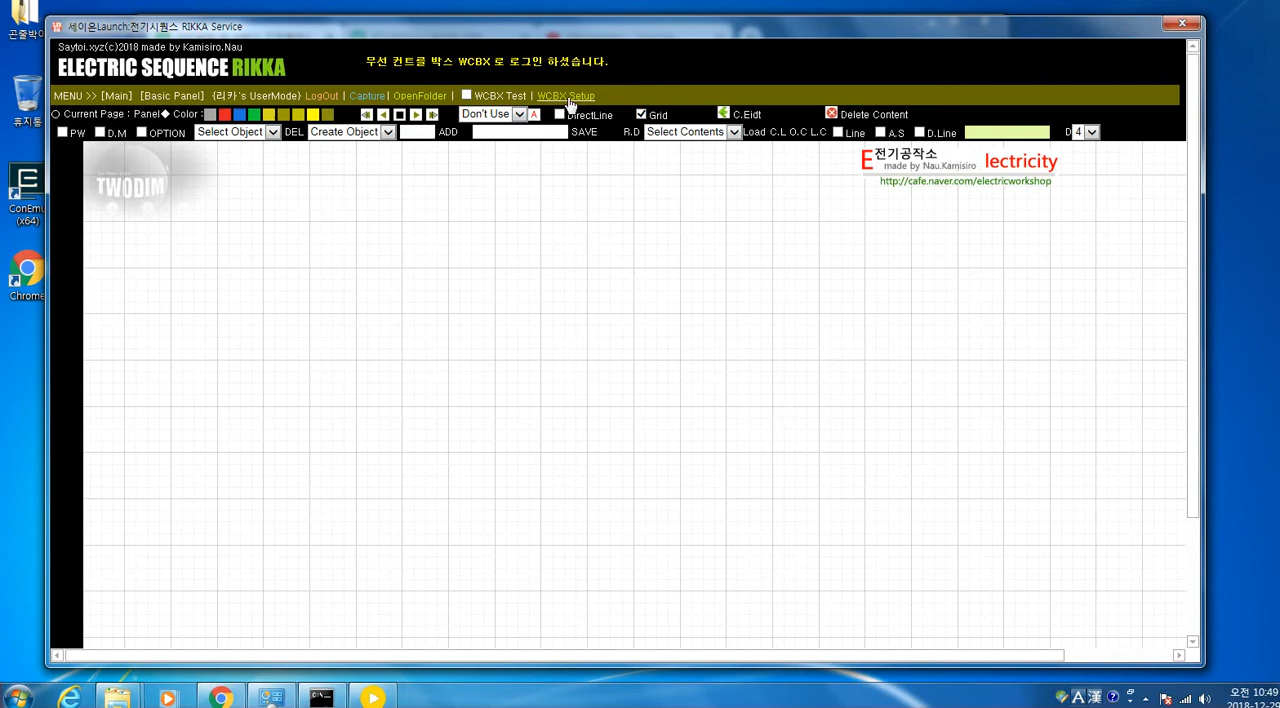 곤줄박이
휴지통
ConEmu
(x64)
Chrome
세이온Launch:전기시퀀스 RIKKA Service
Saytoi.xyz(c)2018 made by Kamisiro.Nau
ELECTRIC SEQUENCE RIKKA
무선 컨트롤 박스 WCBX 로 로그인 하셨습니다.
MENU >> [Main] [Basic Panel] {리카's UserMode} LogOut | Capture | OpenFolder | WCBX Test | WCBX Setup
Current Page : Panel◆ Color : Don't Use A DirectLine Grid C.Eidt Delete Content
PW D.M OPTION Select Object DEL Create Object ADD SAVE R.D Select Contents Load C.L O.C L.C Line A.S D.Line D 4
TWODIM
E 전기공작소 lectricity
made by Nau.Kamisiro
http://cafe.naver.com/electricworkshop
A 漢 ?
오전 10:49
2018-12-29